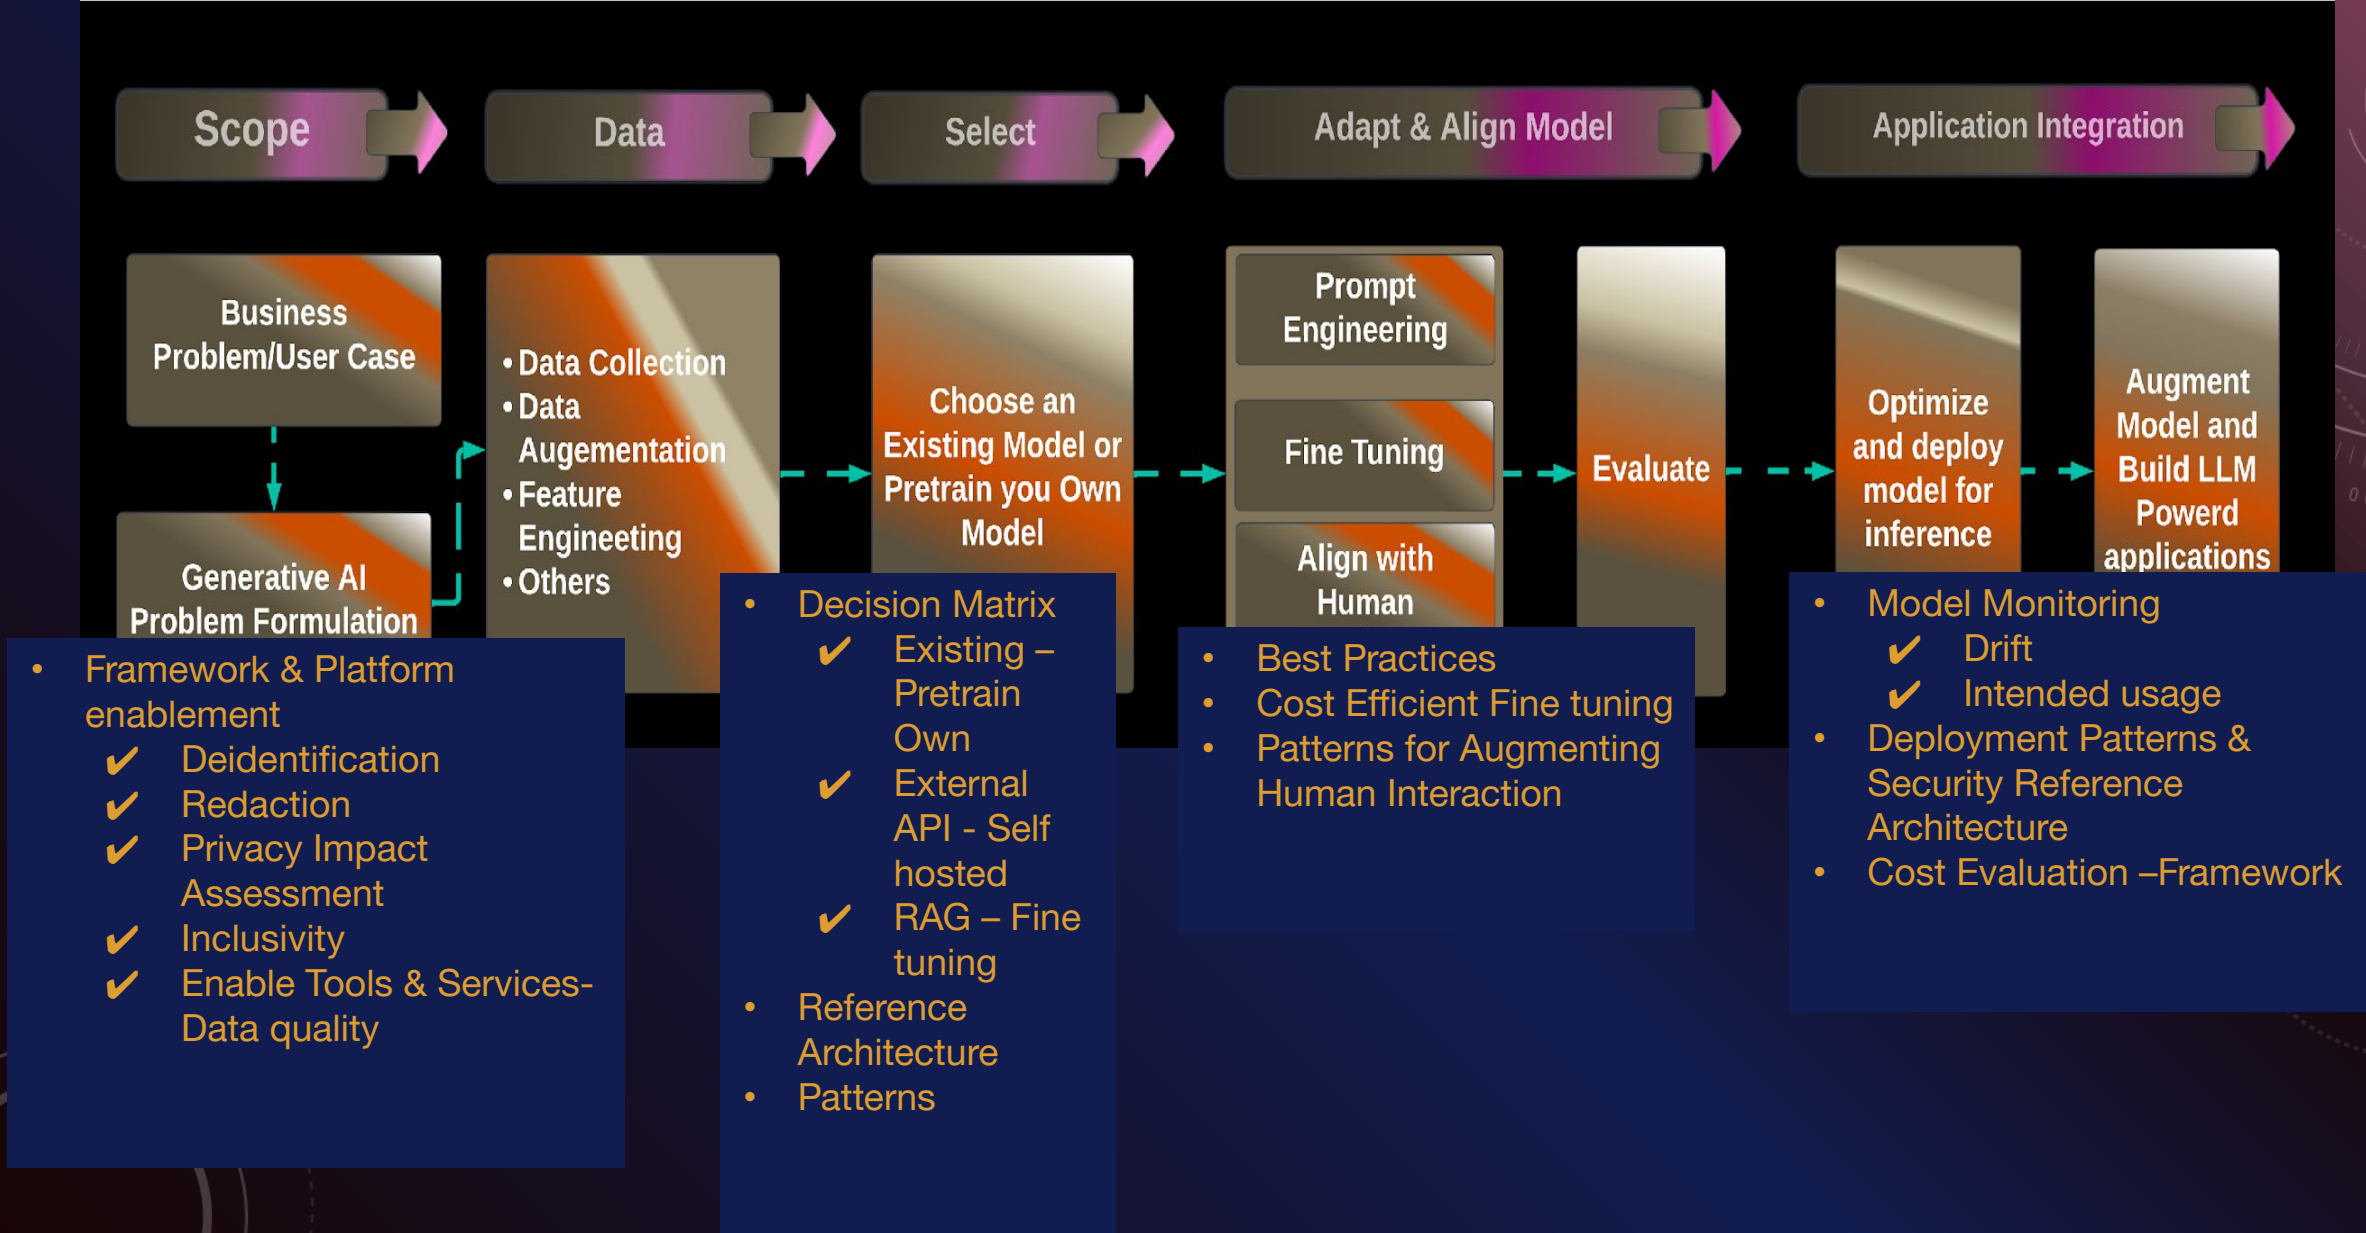 Scope
Data
Select
Adapt & Align Model
Application Integration
Business
Problem/User Case
Generative AI
Problem Formulation
• Data Collection
• Data
Augementation
• Feature
Engineeting
• Others
Choose an
Existing Model or
Pretrain you Own
Model
Prompt
Engineering
Fine Tuning
Align with
Human
Evaluate
Optimize
and deploy
model for
inference
Augment
Model and
Build LLM
Powerd
applications
• Framework & Platform
enablement
✔ Deidentification
✔ Redaction
✔ Privacy Impact
Assessment
✔ Inclusivity
✔ Enable Tools & Services-
Data quality
• Decision Matrix
✔ Existing –
Pretrain
Own
✔ External
API - Self
hosted
✔ RAG – Fine
tuning
• Reference
Architecture
• Patterns
• Best Practices
• Cost Efficient Fine tuning
• Patterns for Augmenting
Human Interaction
• Model Monitoring
✔ Drift
✔ Intended usage
• Deployment Patterns &
Security Reference
Architecture
• Cost Evaluation –Framework